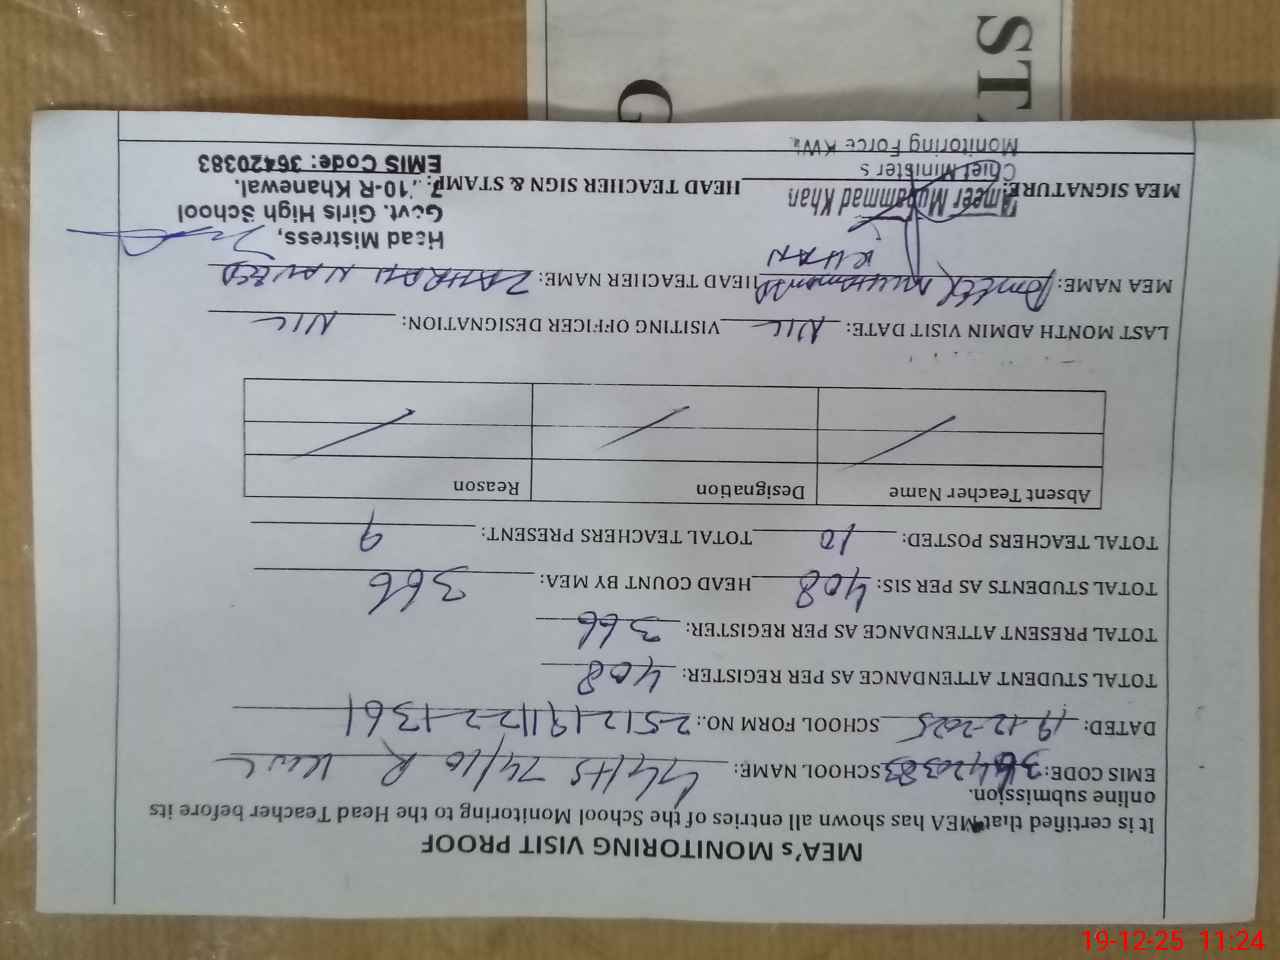 MEA's MONITORING VISIT PROOF
It is certified that MEA has shown all entries of the School Monitoring to the Head Teacher before its
online submission.
EMIS CODE: 36420383 SCHOOL NAME: GGHS 74/10 R KWL
DATED: 19-12-2025 SCHOOL FORM NO.: 25121911221361
TOTAL STUDENT ATTENDANCE AS PER REGISTER: 408
TOTAL PRESENT AS PER ATTENDANCE REGISTER: 366
TOTAL STUDENTS AS PER SIS: 408 HEAD COUNT BY MEA: 366
TOTAL TEACHERS POSTED: 10 TOTAL TEACHERS PRESENT: 9
Absent Teacher Name Designation Reason
LAST MONTH ADMIN VISIT DATE: NIL VISITING OFFICER DESIGNATION: NIL
MEA NAME: AMEER MUHAMMAD KHAN HEAD TEACHER NAME: ZAHRAH NAVEED
MEA SIGNATURE: HEAD TEACHER SIGN & STAMP:
Ameer Muhammad Khan
Chief Minister's
Monitoring Force KWL
Head Mistress,
Govt. Girls High School
/10-R Khanewal.
EMIS Code: 36420383
ST
G
19-12-25 11:24